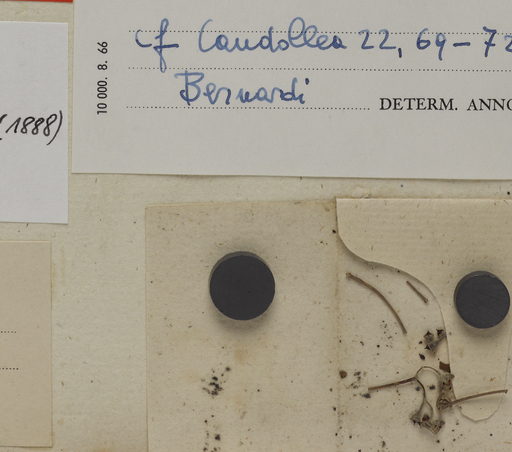 cf Candollea 22, 69-72
Bernardi
DETERM. ANNO
10 000. 8. 66
(1888)